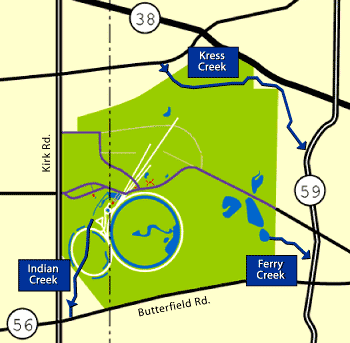 38
Kress
Creek
Kirk Rd.
59
Indian
Creek
Ferry
Creek
Butterfield Rd.
56